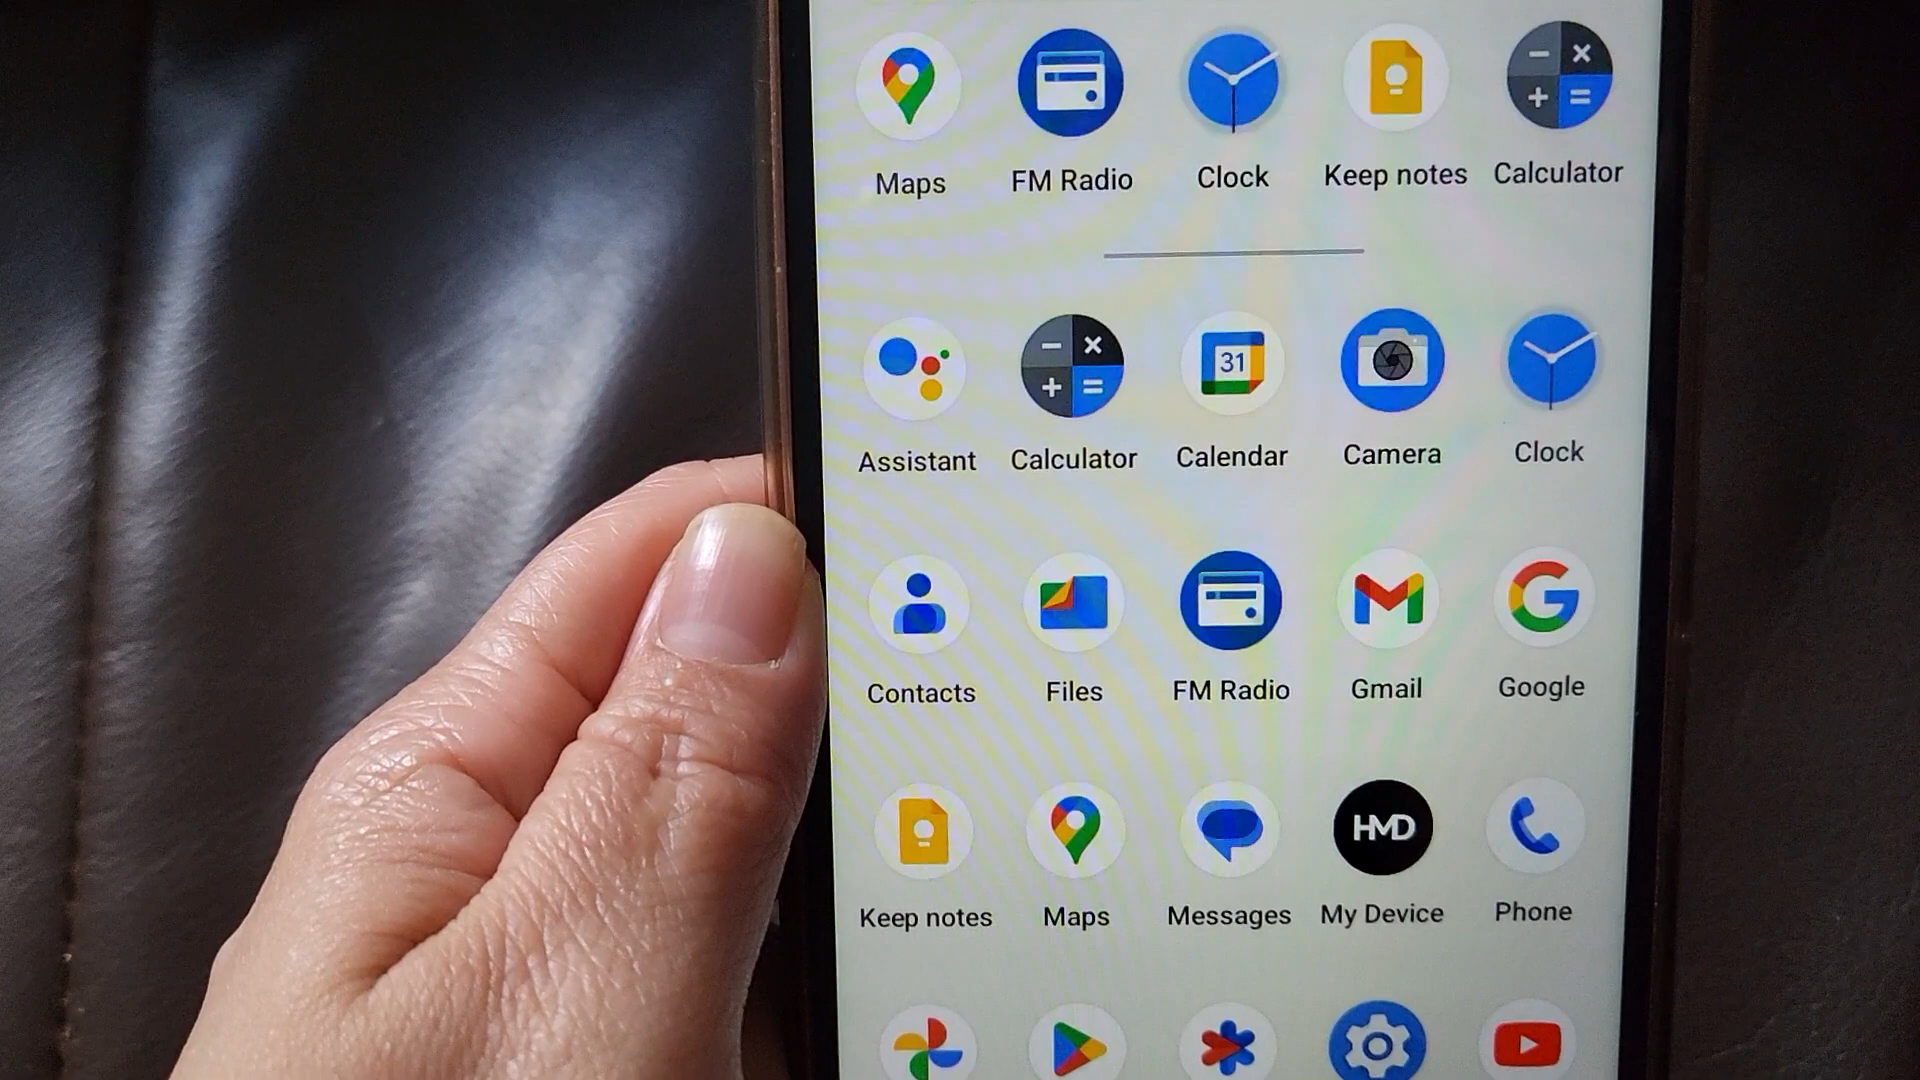 Maps FM Radio Clock Keep notes Calculator
31
Assistant Calculator Calendar Camera Clock
Contacts Files FM Radio Gmail Google
HMD
Keep notes Maps Messages My Device Phone